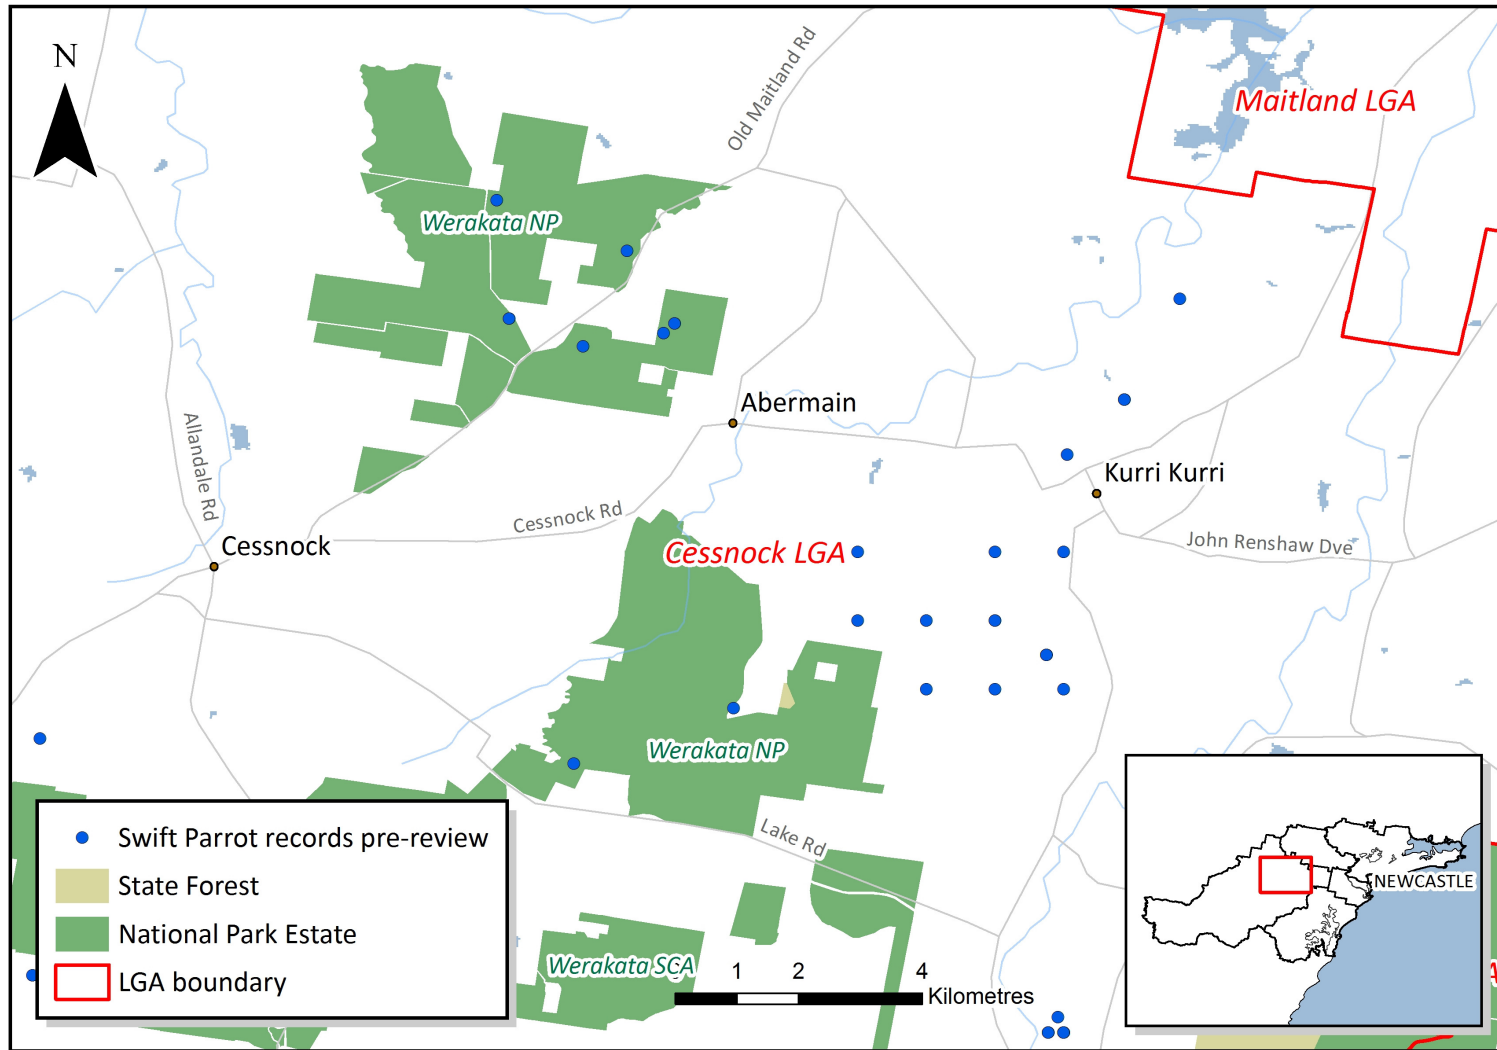 N
Old Maitland Rd
Maitland LGA
Werakata NP
Abermain
Allandale Rd
Kurri Kurri
Cessnock Rd
Cessnock
Cessnock LGA
John Renshaw Dve
Werakata NP
Lake Rd
Swift Parrot records pre-review
State Forest
National Park Estate
LGA boundary
Werakata SCA
1 2 4
Kilometres
NEWCASTLE
A